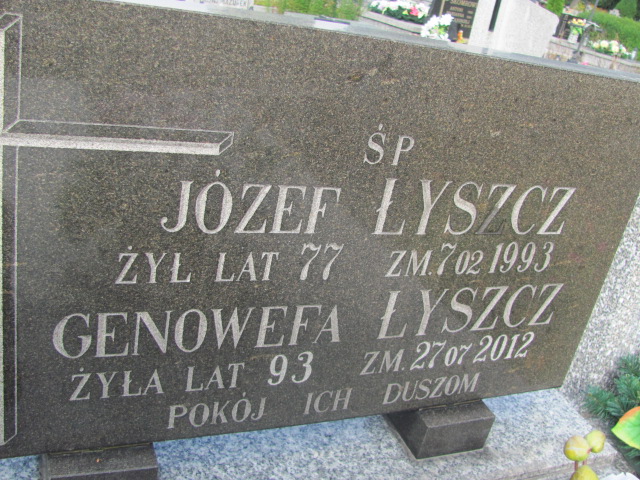 ŚP
JÓZEF ŁYSZCZ
ŻYŁ LAT 77 ZM. 7 02 1993
GENOWEFA ŁYSZCZ
ŻYŁA LAT 93 ZM. 27 07 2012
POKÓJ ICH DUSZOM